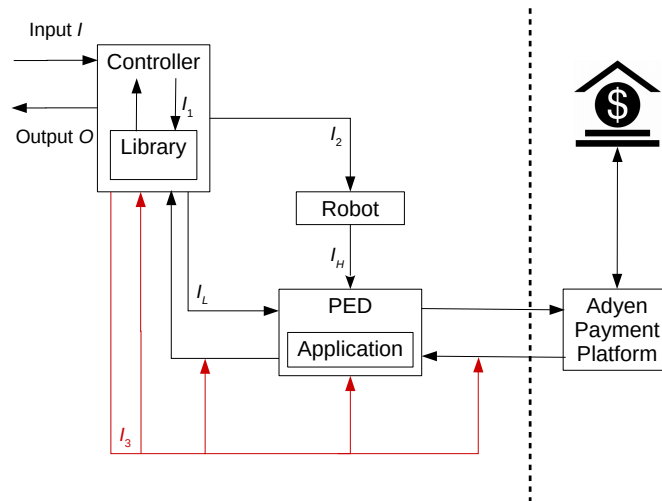 Input I
Controller
I1
Output O
Library
I2
Robot
IH
IL
PED
Application
I3
$
Adyen
Payment
Platform